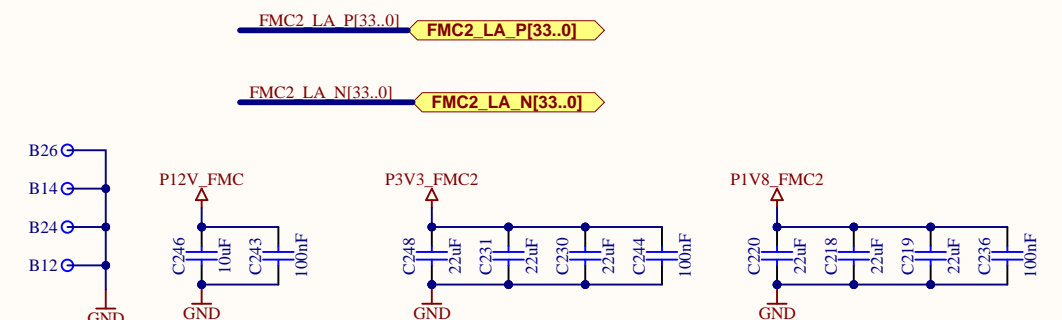 FMC2_LA_P[33..0]
FMC2_LA_P[33..0]
FMC2_LA_N[33..0]
FMC2_LA_N[33..0]
B26
B14
B24
B12
GND
P12V_FMC
C246
10uF
C243
100nF
GND
P3V3_FMC2
C248
22uF
C231
22uF
C230
22uF
C244
100nF
GND
P1V8_FMC2
C220
22uF
C218
22uF
C219
22uF
C236
100nF
GND